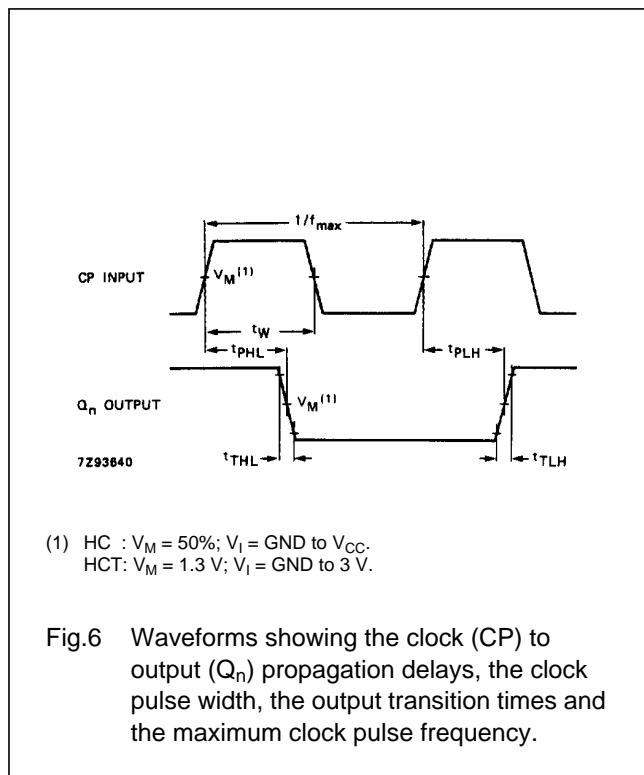 1/fmax
CP INPUT
VM(1)
tW
tPHL
tPLH
Qn OUTPUT
VM(1)
7Z93640
tTHL
tTLH
(1) HC : VM = 50%; VI = GND to VCC.
HCT: VM = 1.3 V; VI = GND to 3 V.
Fig.6 Waveforms showing the clock (CP) to
output (Qn) propagation delays, the clock
pulse width, the output transition times and
the maximum clock pulse frequency.